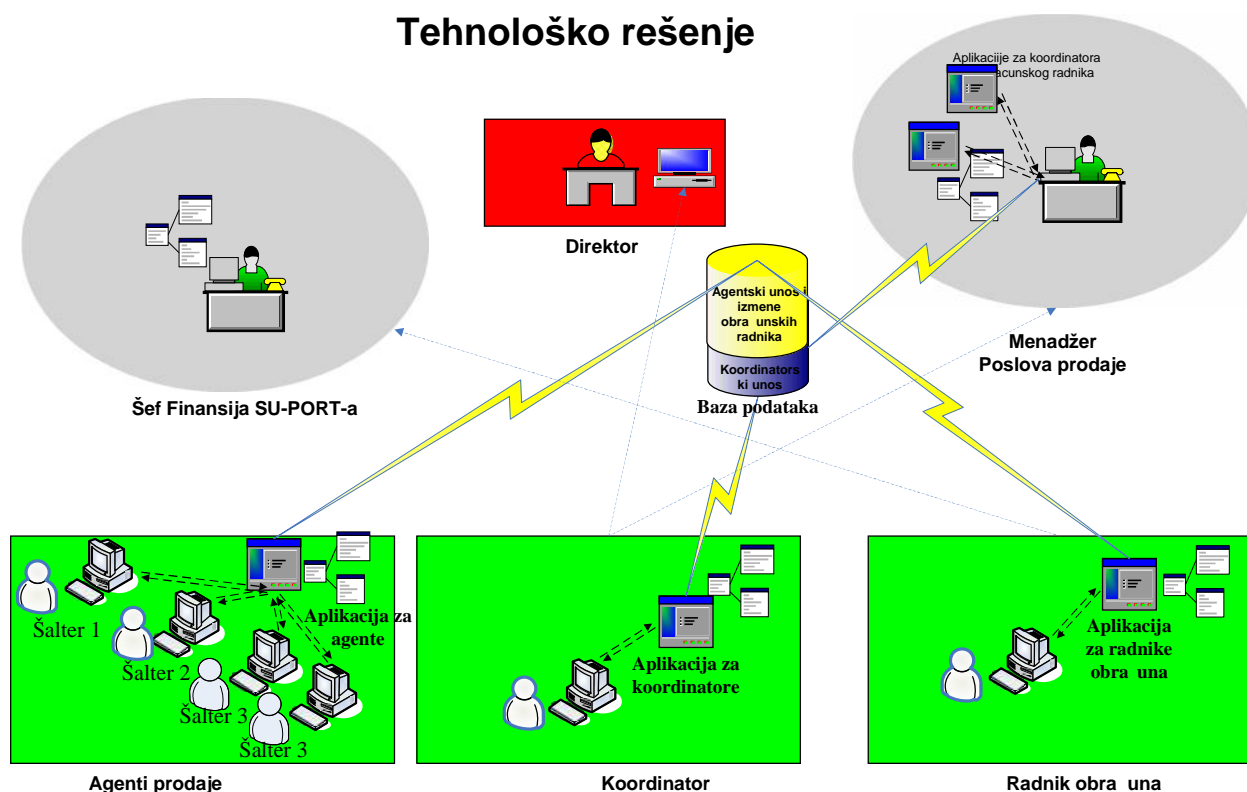 Tehnološko rešenje
Aplikaciije za koordinatora
acunskog radnika
Direktor
Agentski unos i
izmene
obra unskih
radnika
Koordinators
ki unos
Baza podataka
Menadžer
Poslova prodaje
Šef Finansija SU-PORT-a
Šalter 1
Šalter 2
Šalter 3
Šalter 3
Aplikacija za
agente
Aplikacija za
koordinatore
Aplikacija
za radnike
obra una
Agenti prodaje
Koordinator
Radnik obra una